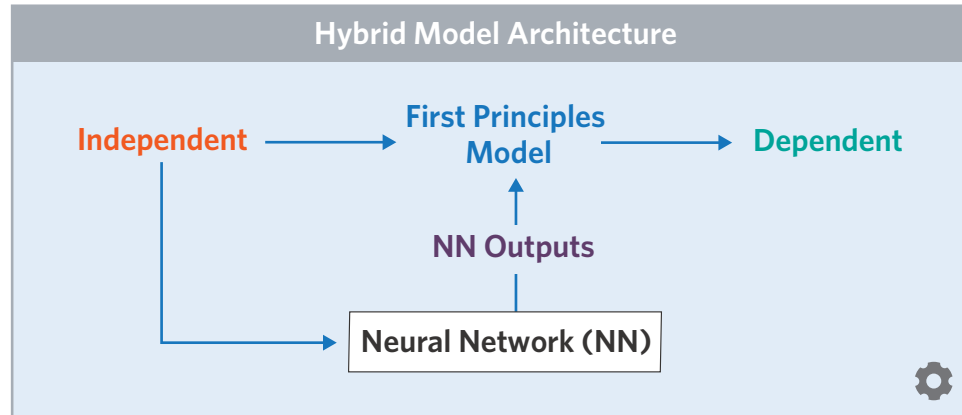 Hybrid Model Architecture
Independent
First Principles
Model
Dependent
NN Outputs
Neural Network (NN)